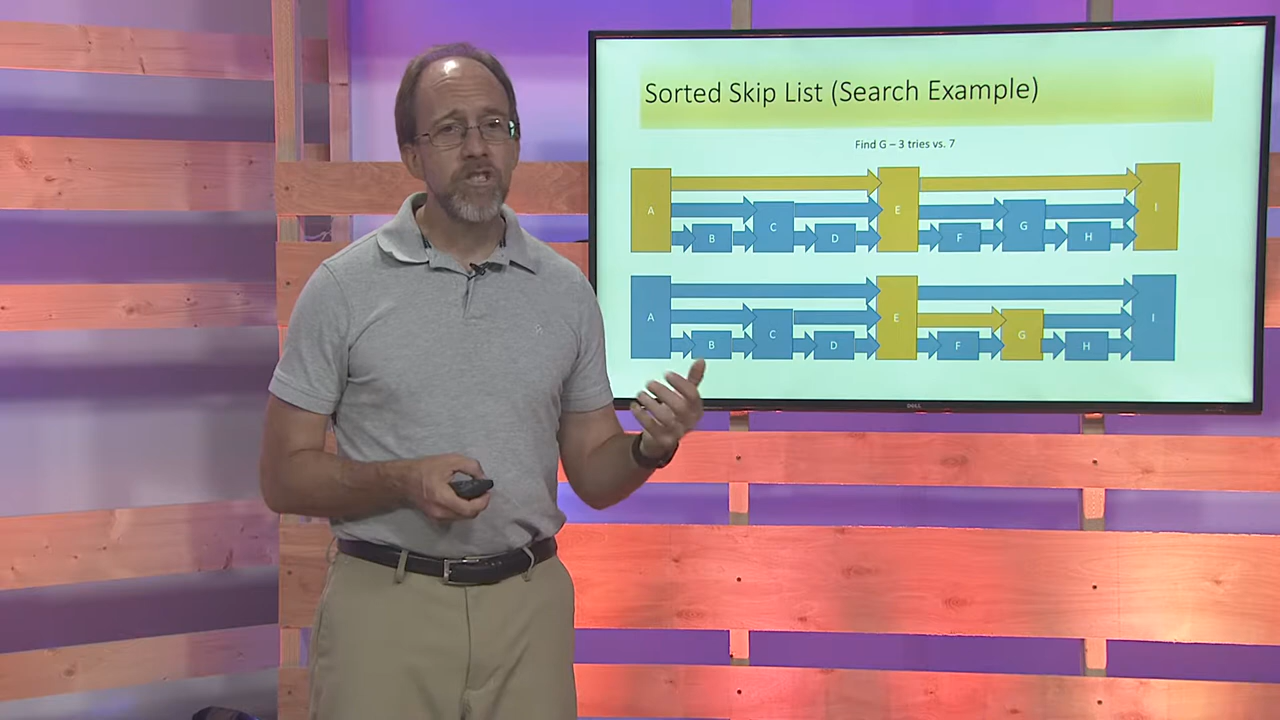 Sorted Skip List (Search Example)
Find G – 3 tries vs. 7
A B C D E F G H I
A B C D E F G H I
DELL